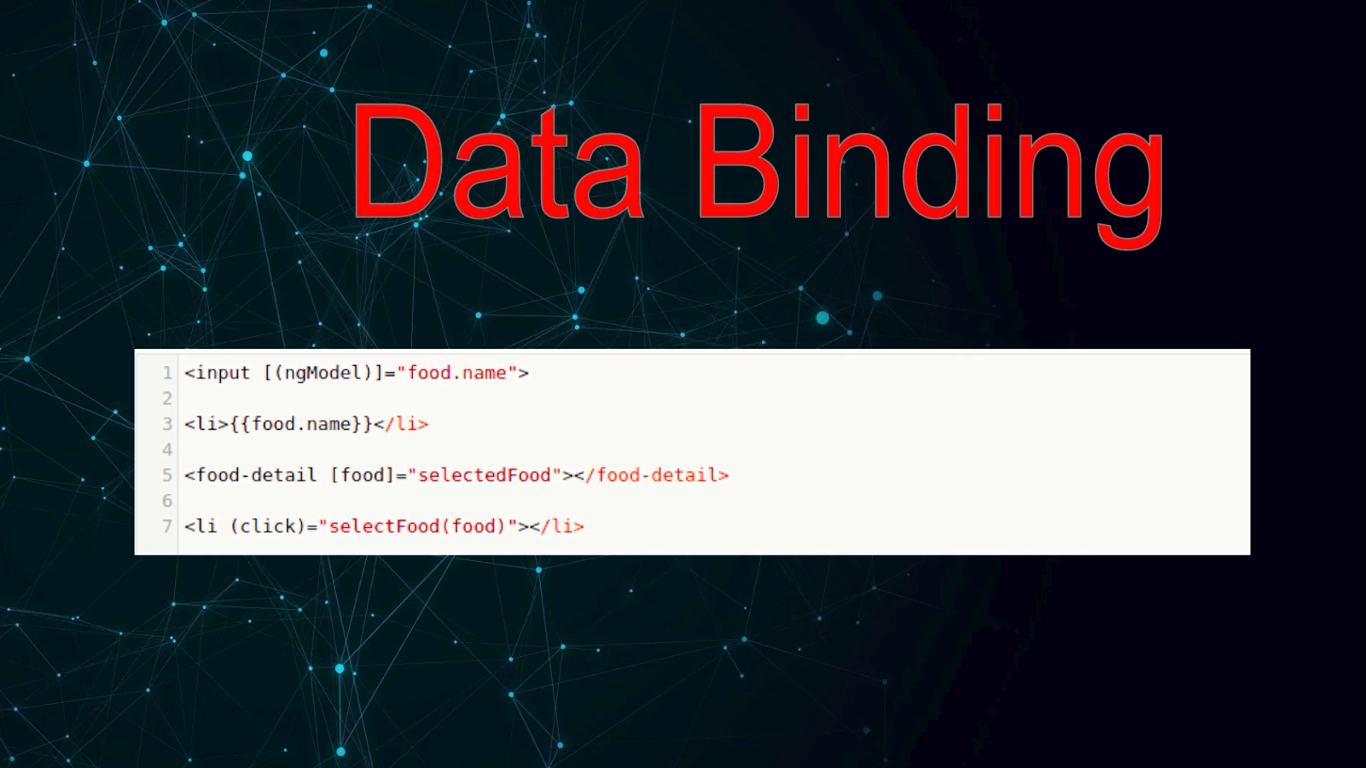 Data Binding
1 <input [(ngModel)]="food.name">
2
3 <li>{{food.name}}</li>
4
5 <food-detail [food]="selectedFood"></food-detail>
6
7 <li (click)="selectFood(food)"></li>